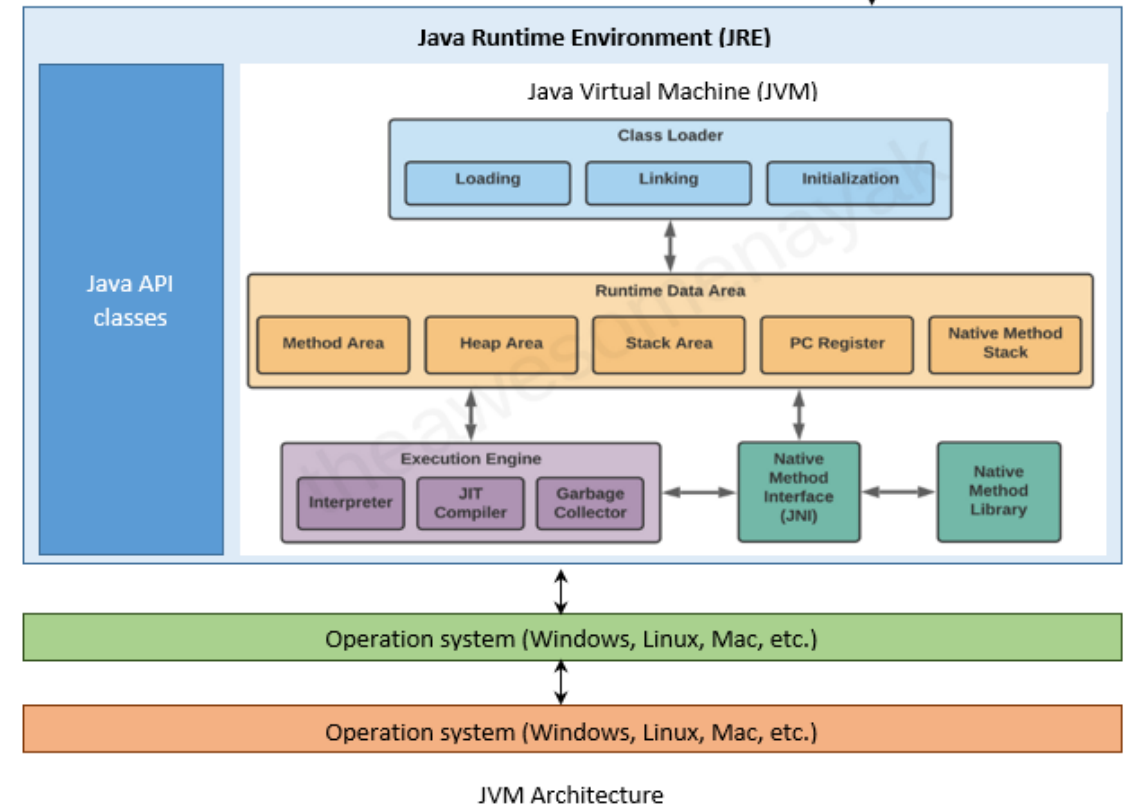 Java Runtime Environment (JRE)
Java API
classes
Java Virtual Machine (JVM)
Class Loader
Loading
Linking
Initialization
Runtime Data Area
Method Area
Heap Area
Stack Area
PC Register
Native Method
Stack
Execution Engine
Interpreter
JIT
Compiler
Garbage
Collector
Native
Method
Interface
(JNI)
Native
Method
Library
theawesomenayak
Operation system (Windows, Linux, Mac, etc.)
Operation system (Windows, Linux, Mac, etc.)
JVM Architecture